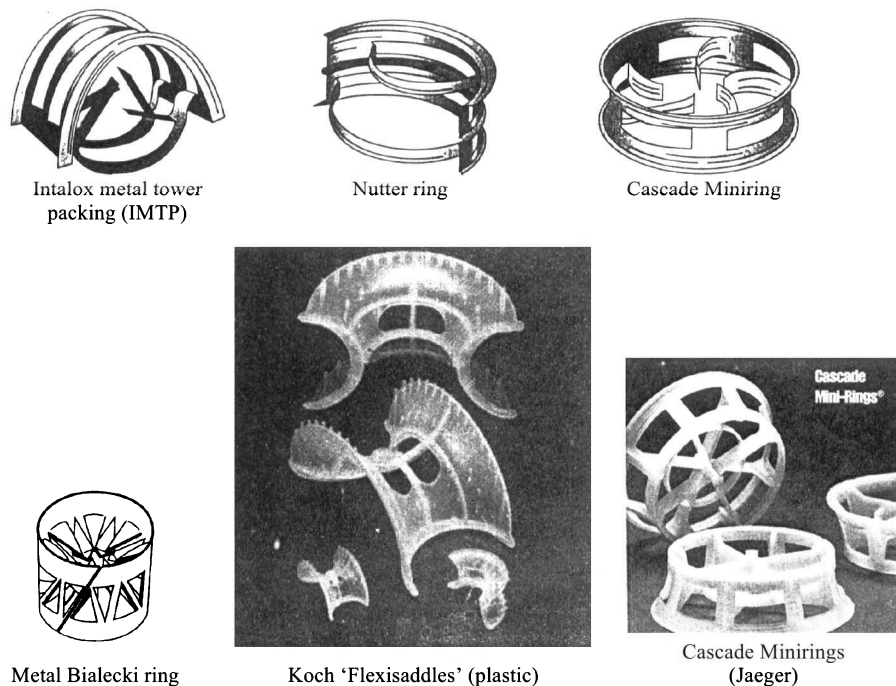 Intalox metal tower
packing (IMTP)
Nutter ring
Cascade Miniring
Cascade
Mini-Rings®
Metal Bialecki ring
Koch ‘Flexisaddles’ (plastic)
Cascade Minirings
(Jaeger)